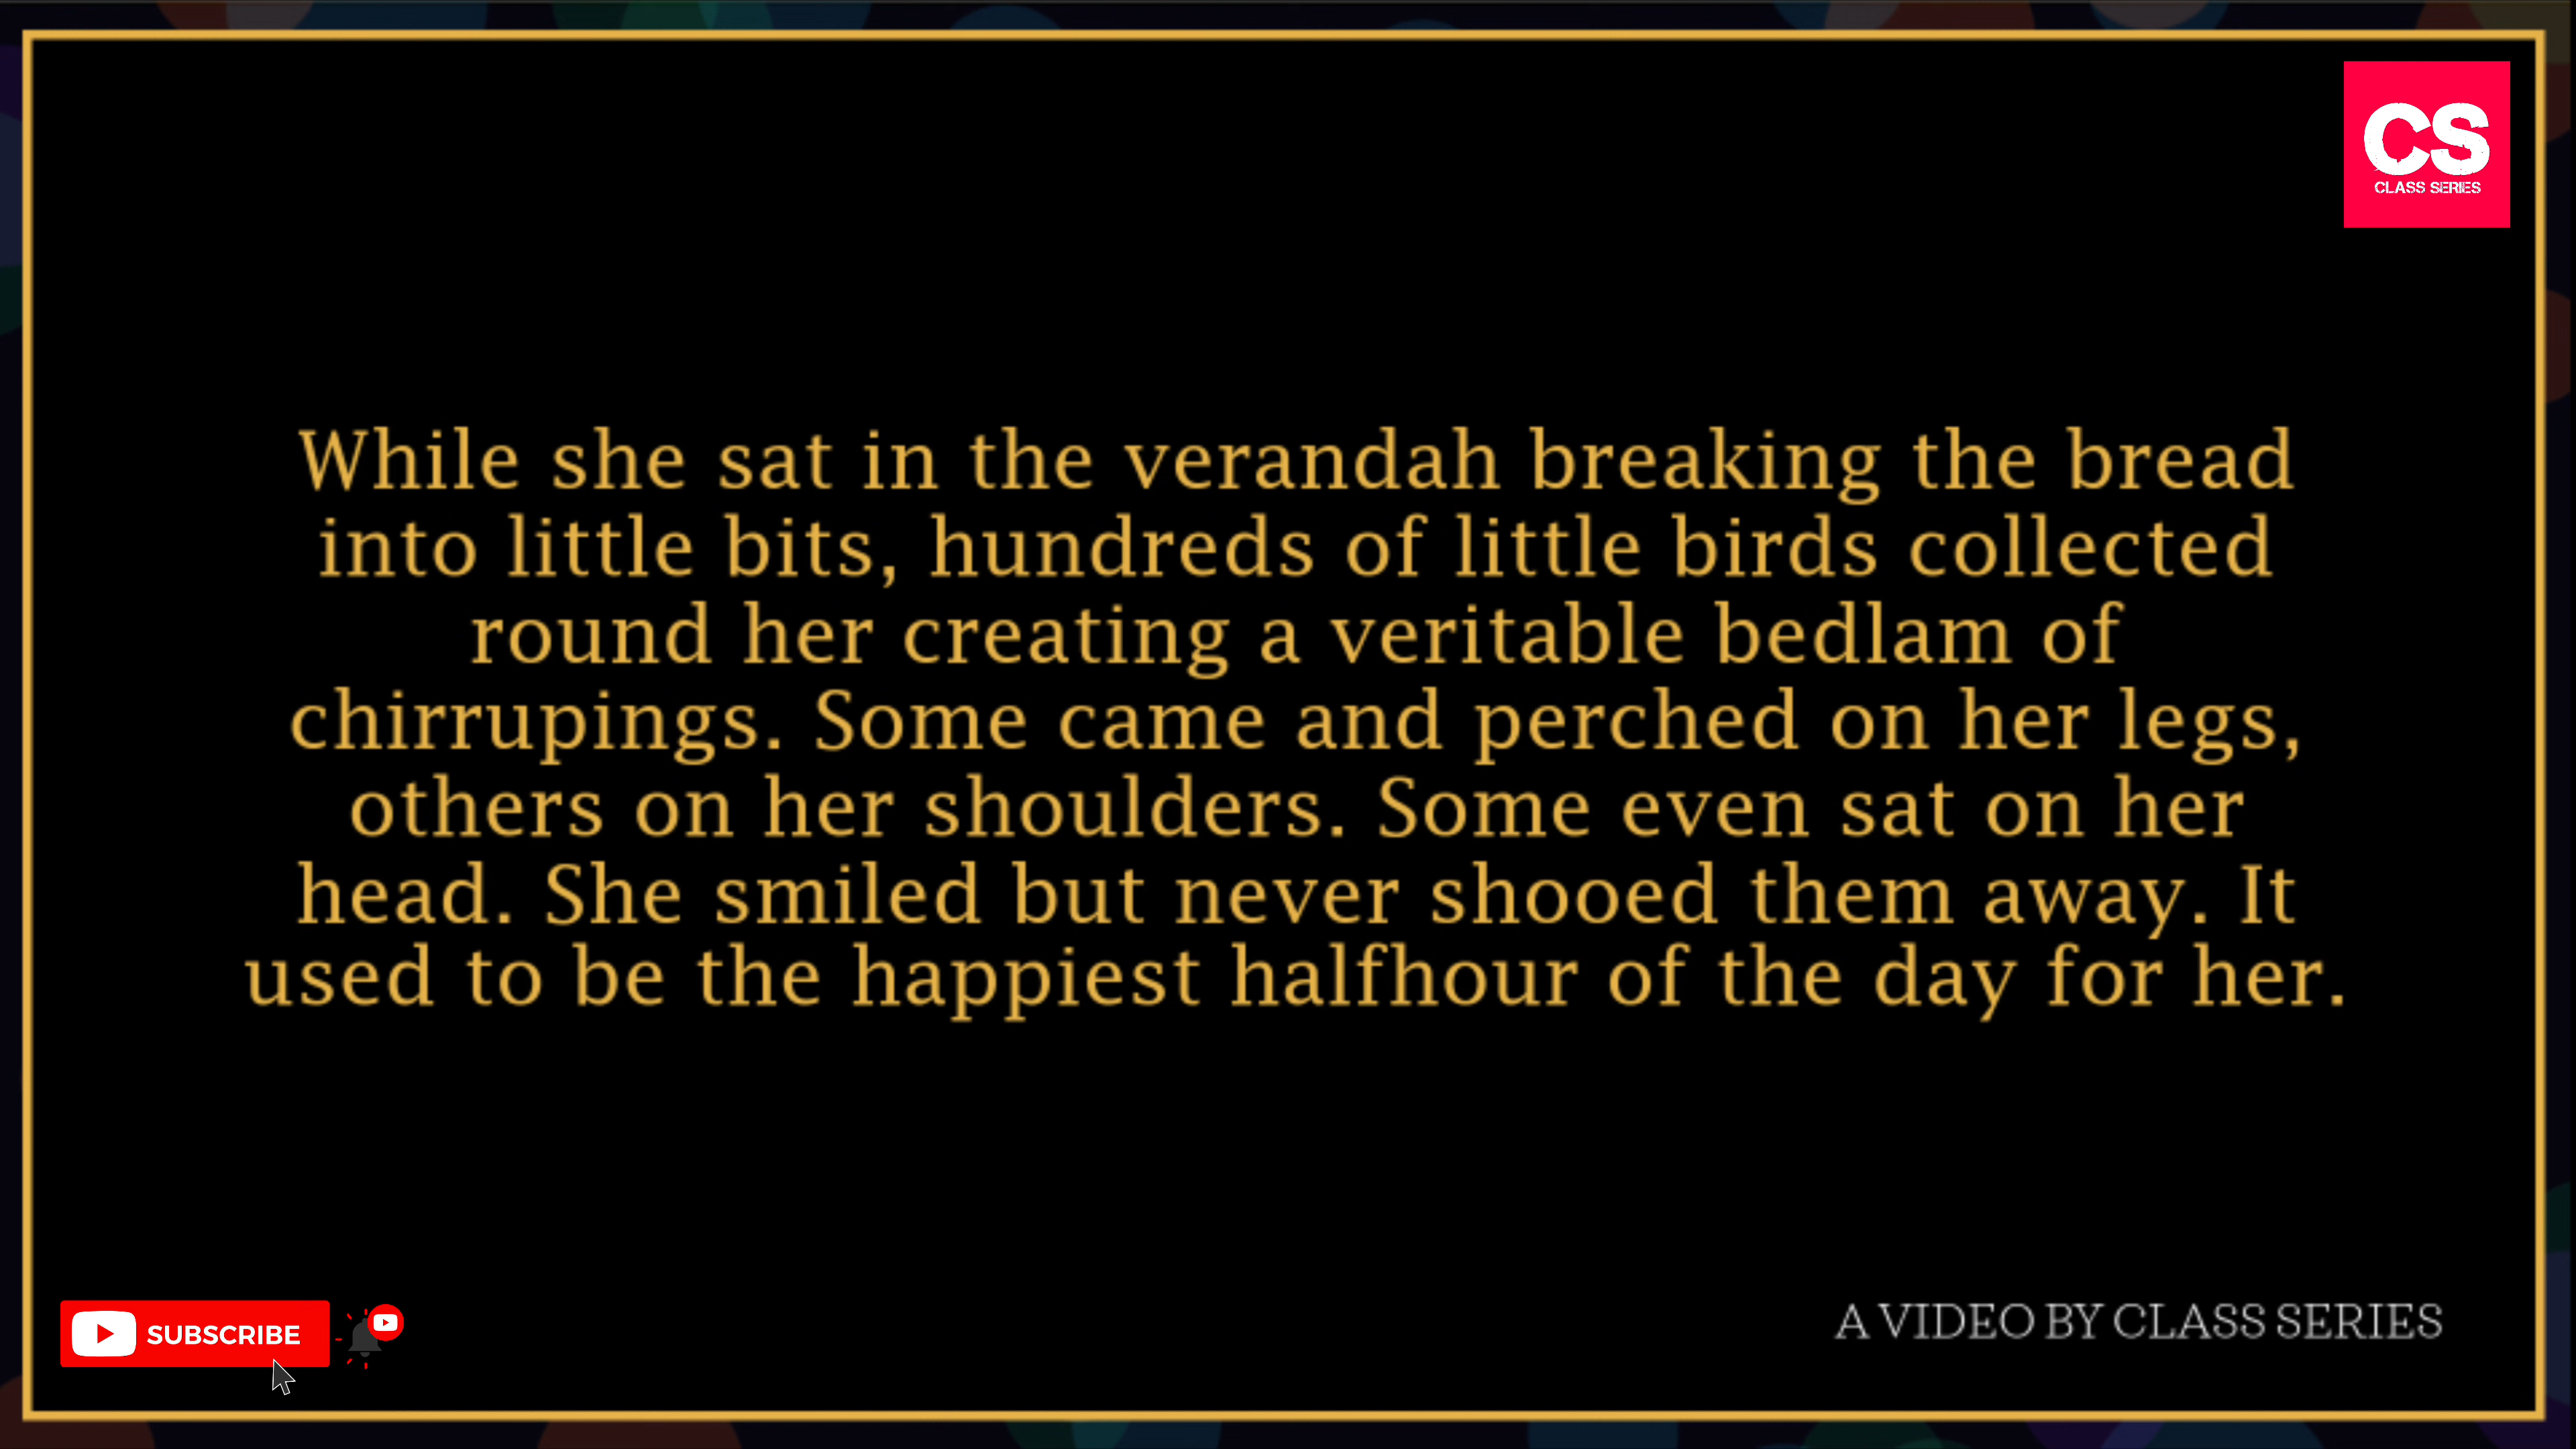 CS
CLASS SERIES
While she sat in the verandah breaking the bread
into little bits, hundreds of little birds collected
round her creating a veritable bedlam of
chirrupings. Some came and perched on her legs,
others on her shoulders. Some even sat on her
head. She smiled but never shooed them away. It
used to be the happiest halfhour of the day for her.
SUBSCRIBE
A VIDEO BY CLASS SERIES